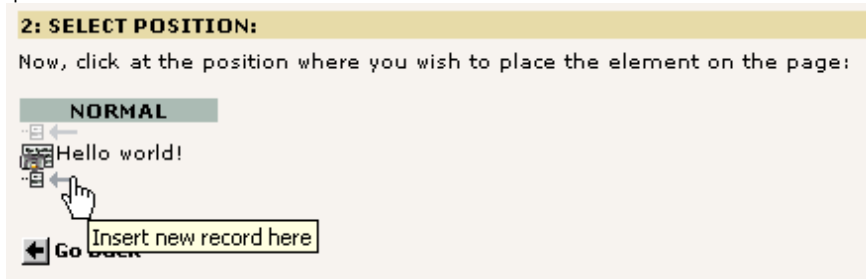 2: SELECT POSITION:
Now, click at the position where you wish to place the element on the page:
NORMAL
Hello world!
Insert new record here
Go